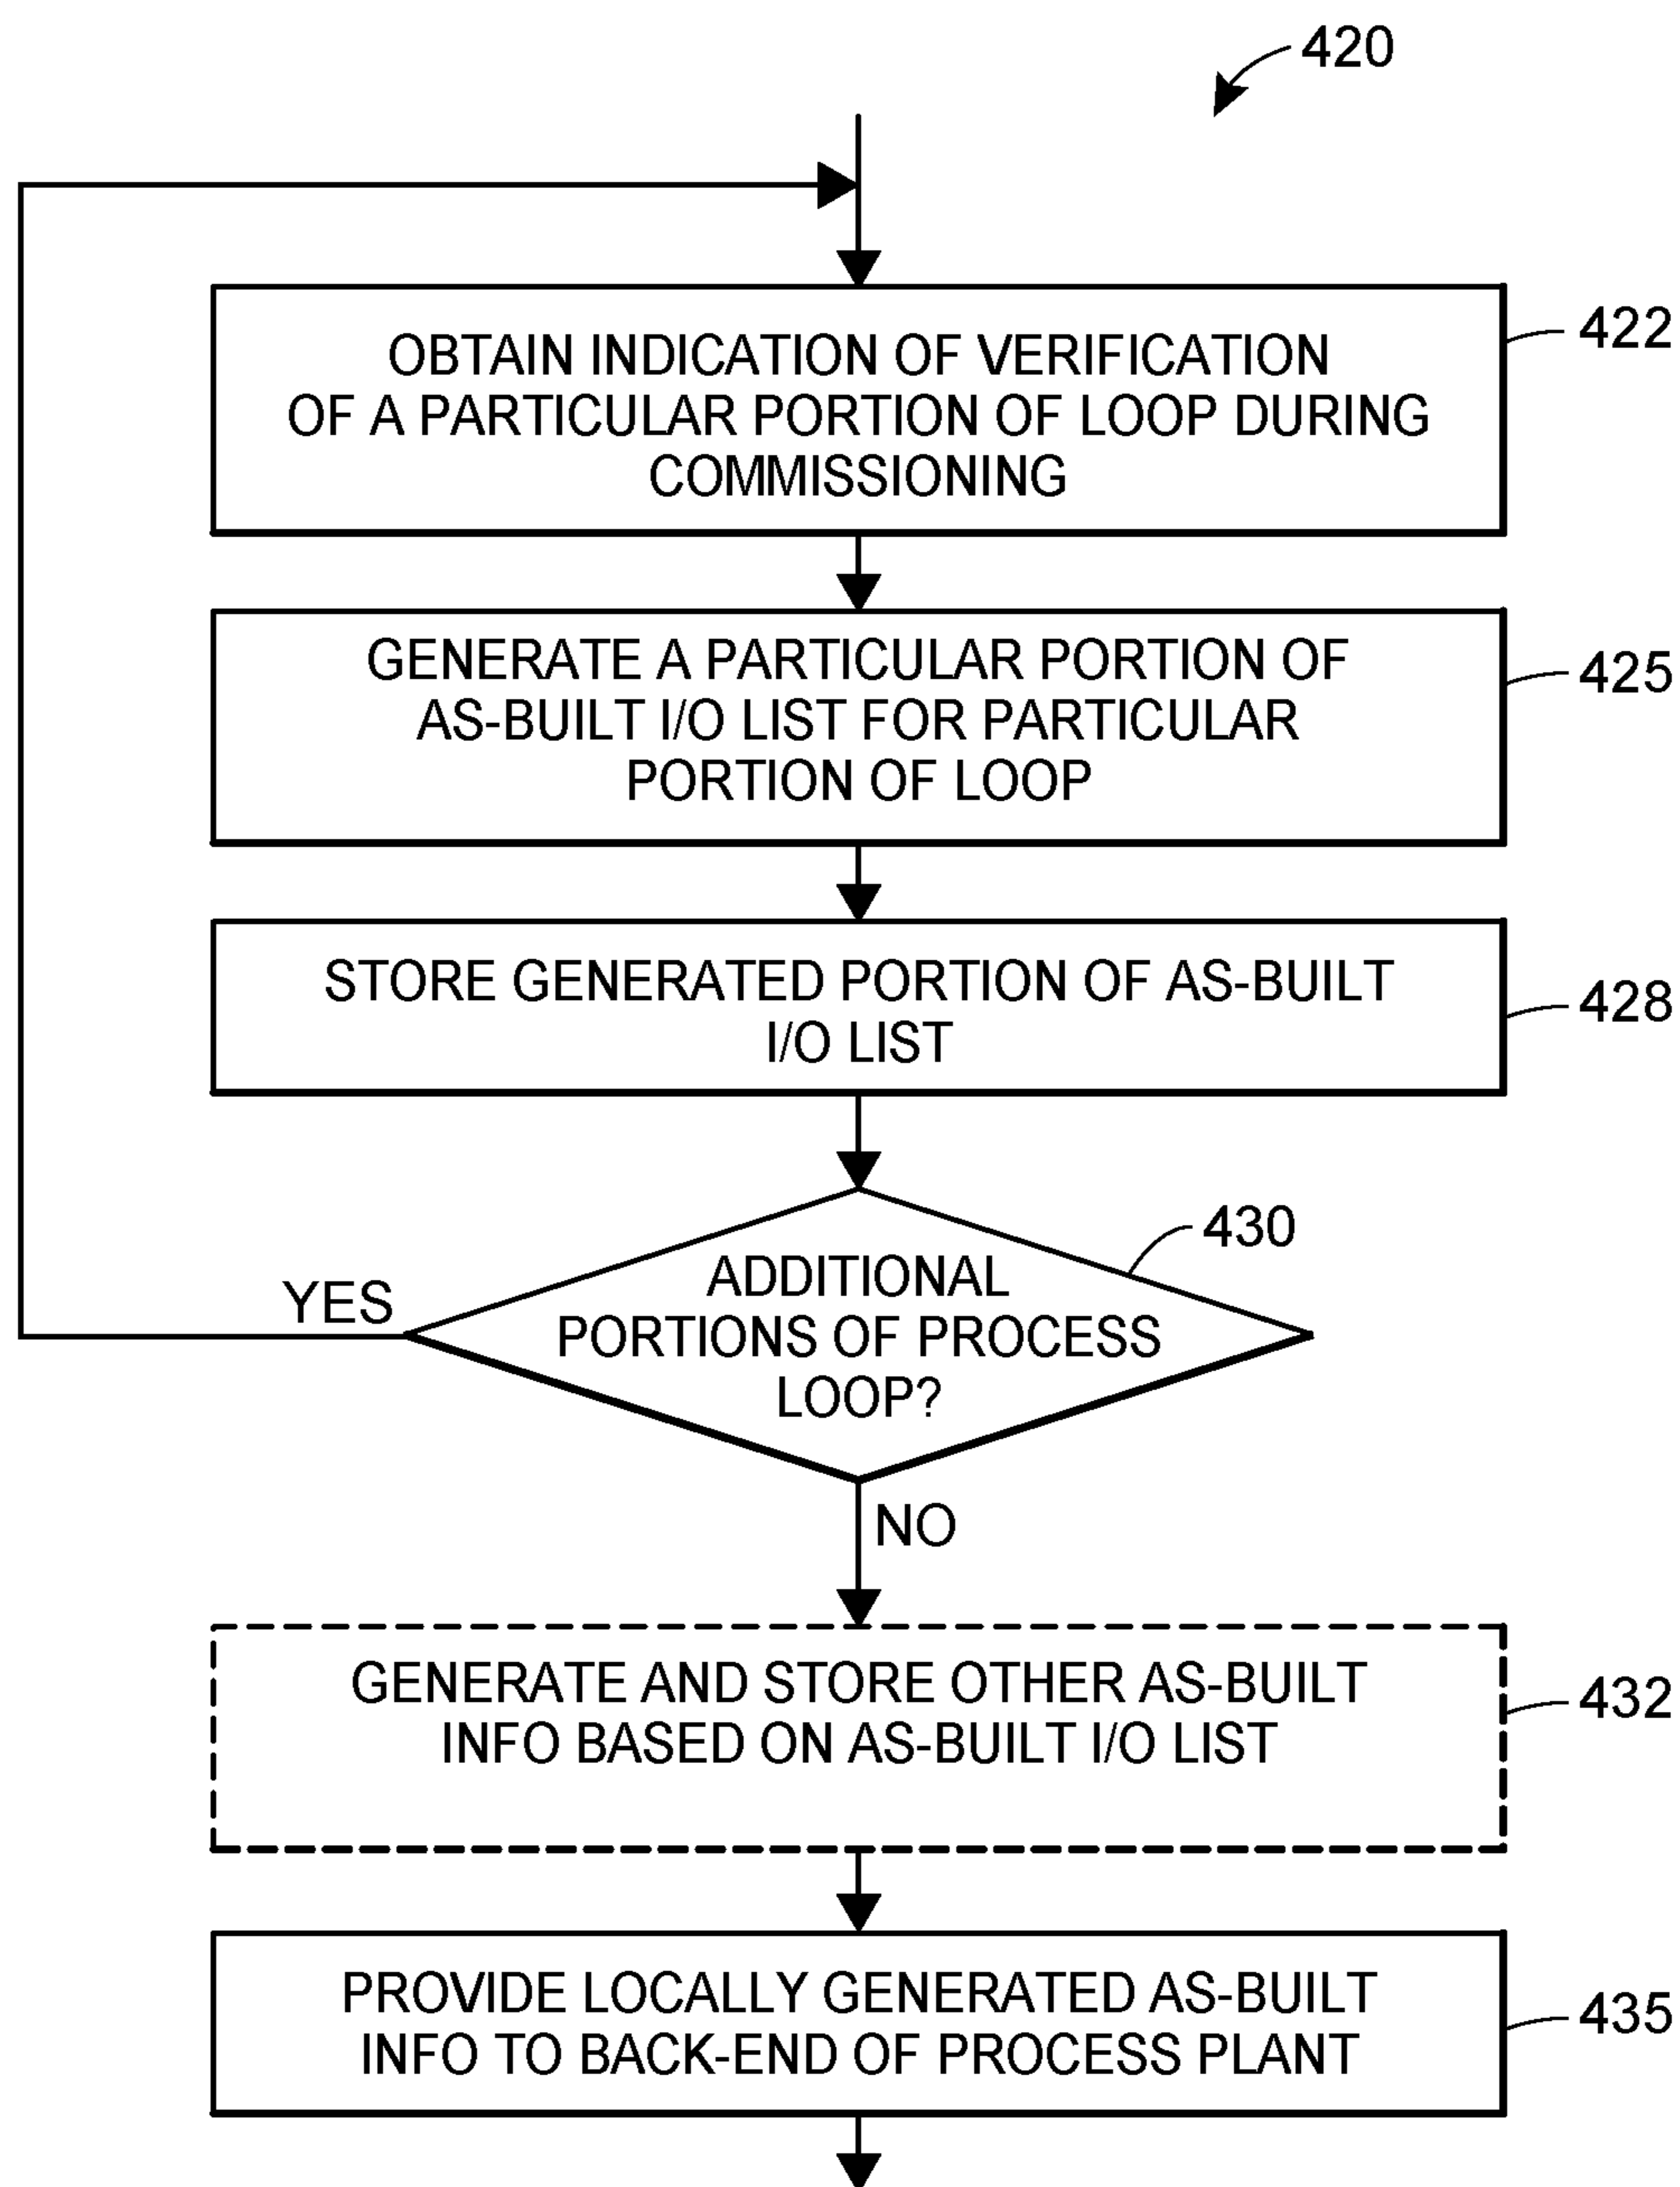 420
OBTAIN INDICATION OF VERIFICATION
OF A PARTICULAR PORTION OF LOOP DURING
COMMISSIONING
422
GENERATE A PARTICULAR PORTION OF
AS-BUILT I/O LIST FOR PARTICULAR
PORTION OF LOOP
425
STORE GENERATED PORTION OF AS-BUILT
I/O LIST
428
430
ADDITIONAL
PORTIONS OF PROCESS
LOOP?
YES
NO
GENERATE AND STORE OTHER AS-BUILT
INFO BASED ON AS-BUILT I/O LIST
432
PROVIDE LOCALLY GENERATED AS-BUILT
INFO TO BACK-END OF PROCESS PLANT
435